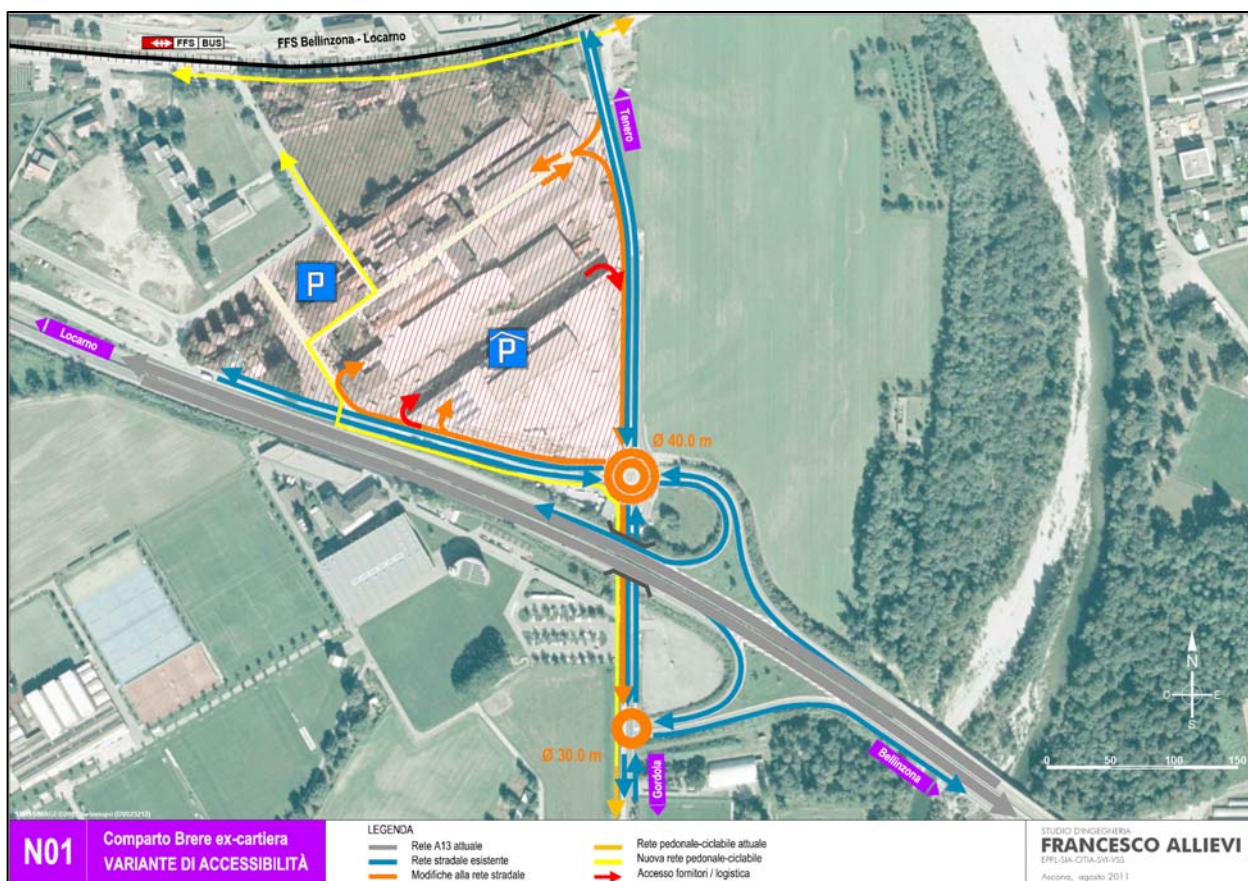 FFS BUS
FFS Bellinzona - Locarno
Tenero
P
Locarno
P
Ø 40.0 m
N
O E
S
Ø 30.0 m
Gordola
Bellinzona
0 50 100 150
N01
Comparto Brere ex-cartiera
VARIANTE DI ACCESSIBILITÀ
LEGENDA
Rete A13 attuale
Rete stradale esistente
Modifiche alla rete stradale
Rete pedonale-ciclabile attuale
Nuova rete pedonale-ciclabile
Accesso fornitori / logistica
STUDIO D'INGEGNERIA
FRANCESCO ALLIEVI
EPFL-SIA-OTIA-SVI-VSS
Ascona, agosto 2011